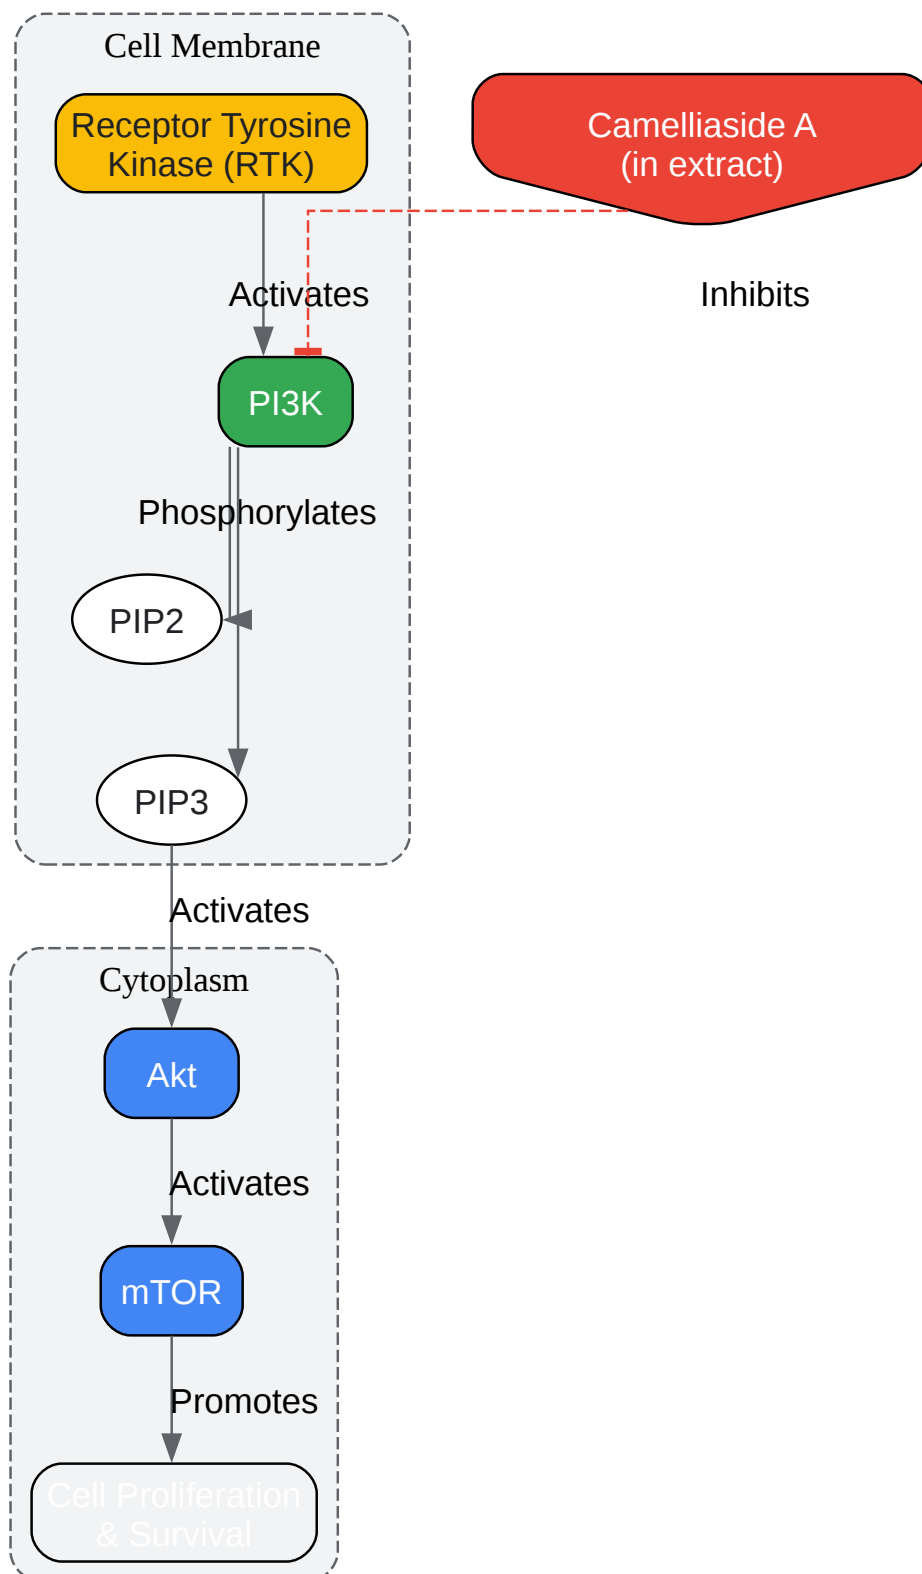 Cell Membrane
Receptor Tyrosine
Kinase (RTK)
Camelliaside A
(in extract)
Activates
Inhibits
PI3K
Phosphorylates
PIP2
PIP3
Activates
Cytoplasm
Akt
Activates
mTOR
Promotes
Cell Proliferation
& Survival